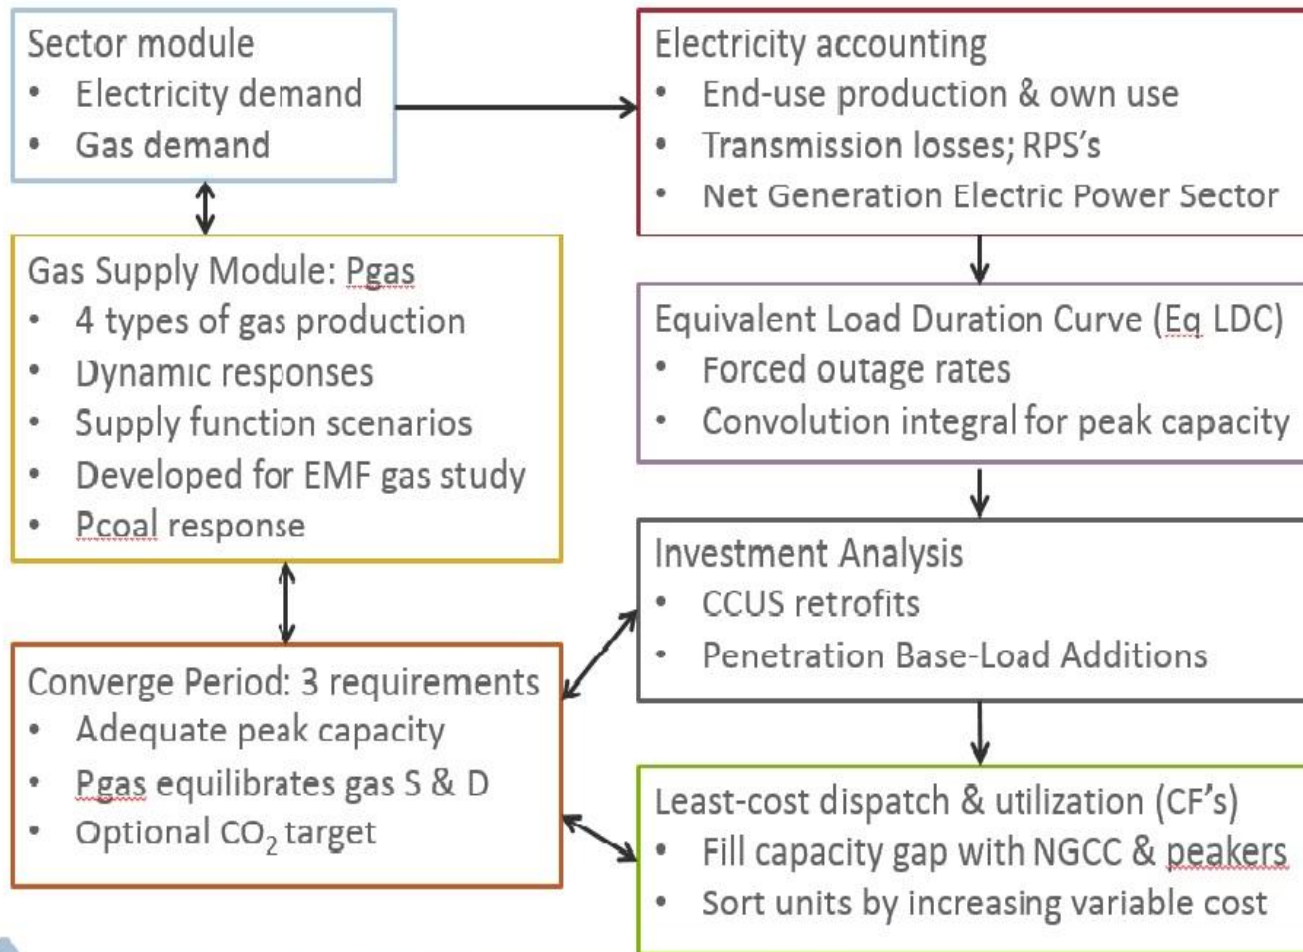 Sector module
• Electricity demand
• Gas demand
Gas Supply Module: Pgas
• 4 types of gas production
• Dynamic responses
• Supply function scenarios
• Developed for EMF gas study
• Pcoal response
Converge Period: 3 requirements
• Adequate peak capacity
• Pgas equilibrates gas S & D
• Optional CO₂ target
Electricity accounting
• End-use production & own use
• Transmission losses; RPS's
• Net Generation Electric Power Sector
Equivalent Load Duration Curve (Eq LDC)
• Forced outage rates
• Convolution integral for peak capacity
Investment Analysis
• CCUS retrofits
• Penetration Base-Load Additions
Least-cost dispatch & utilization (CF's)
• Fill capacity gap with NGCC & peakers
• Sort units by increasing variable cost